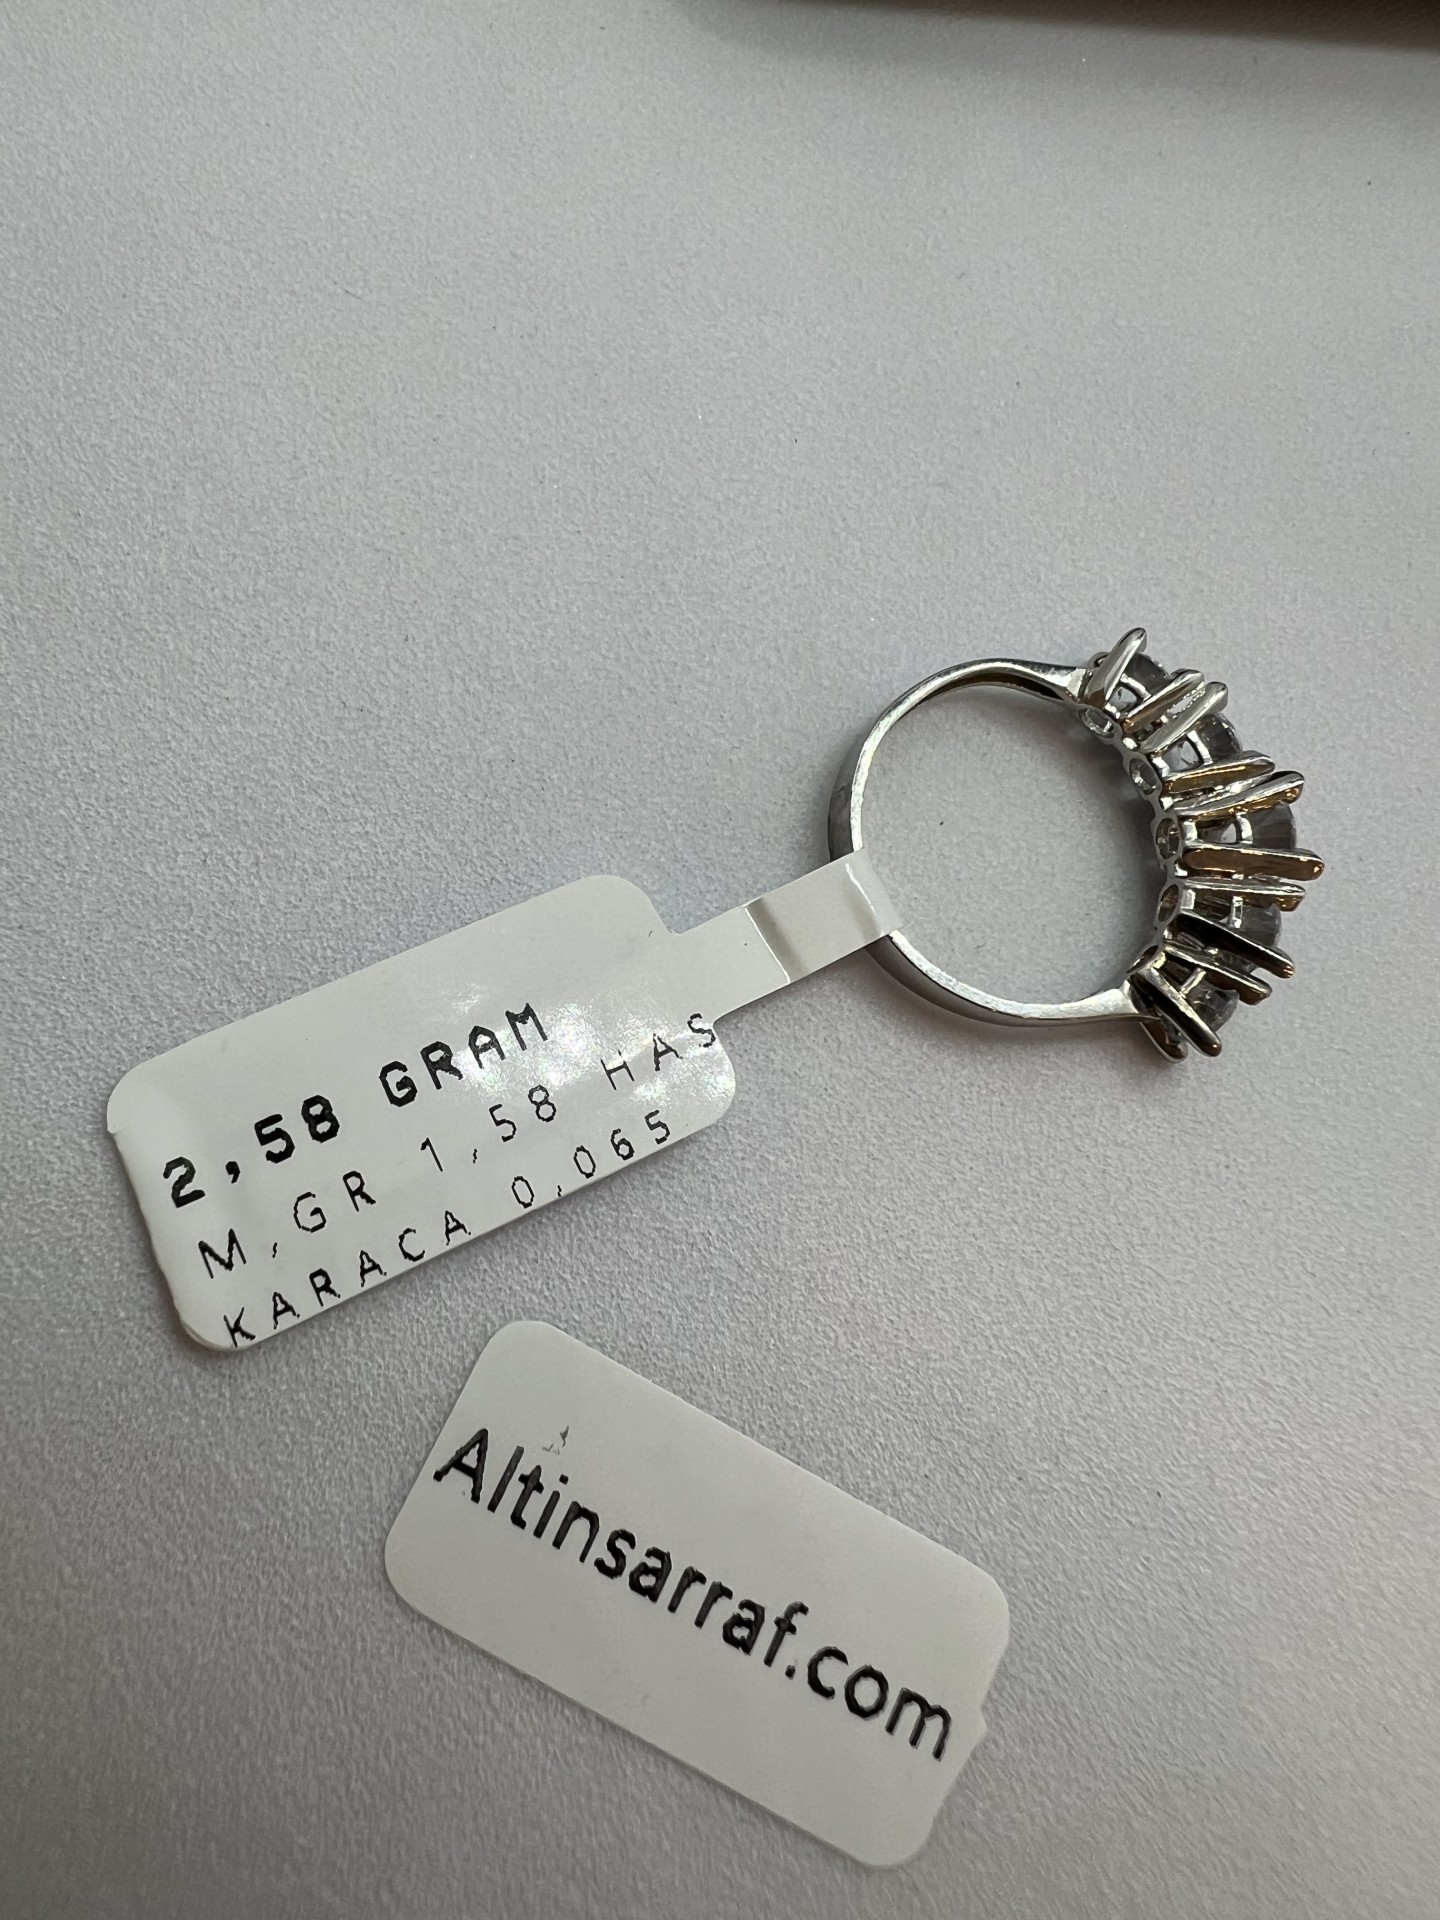 2,58 GRAM
M.GR 1,58 HAS
KARACA 0,065
Altinsarraf.com